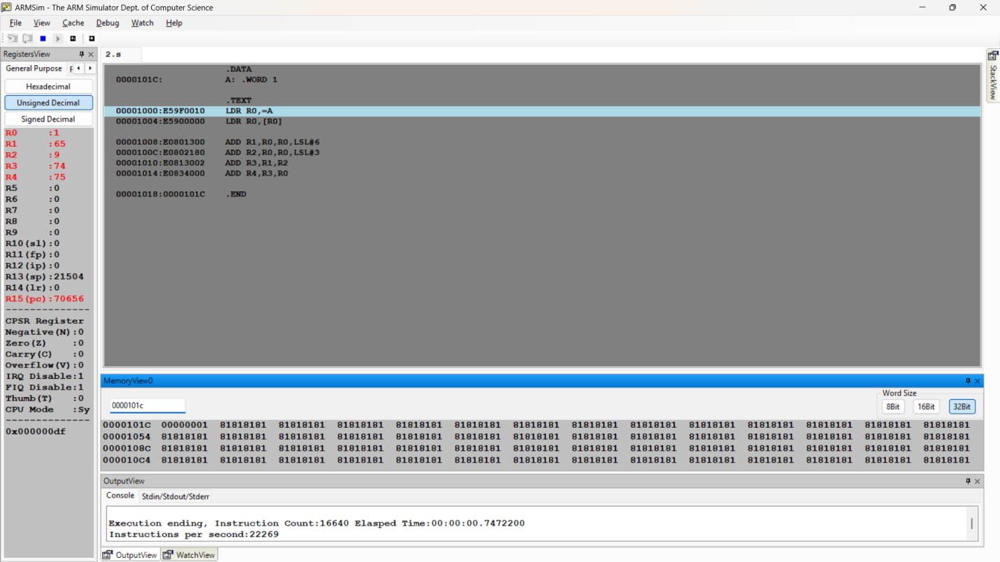 ARMSim - The ARM Simulator Dept. of Computer Science
File View Cache Debug Watch Help
RegistersView
General Purpose
Hexadecimal
Unsigned Decimal
Signed Decimal
R0 :1
R1 :65
R2 :9
R3 :74
R4 :75
R5 :0
R6 :0
R7 :0
R8 :0
R9 :0
R10(sl):0
R11(fp):0
R12(ip):0
R13(sp):21504
R14(lr):0
R15(pc):70656
--------------
CPSR Register
Negative(N):0
Zero(Z) :0
Carry(C) :0
Overflow(V):0
IRQ Disable:1
FIQ Disable:1
Thumb(T) :0
CPU Mode :Sy
--------------
0x000000df
2.s
.DATA
0000101C: A: .WORD 1
.TEXT
00001000:E59F0010 LDR R0,=A
00001004:E5900000 LDR R0,[R0]
00001008:E0801300 ADD R1,R0,R0,LSL#6
0000100C:E0802180 ADD R2,R0,R0,LSL#3
00001010:E0813002 ADD R3,R1,R2
00001014:E0834000 ADD R4,R3,R0
00001018:0000101C .END
StackView
MemoryView0
0000101c
Word Size
8Bit 16Bit 32Bit
0000101C 00000001 81818181 81818181 81818181 81818181 81818181 81818181 81818181 81818181 81818181 81818181 81818181 81818181 81818181
00001054 81818181 81818181 81818181 81818181 81818181 81818181 81818181 81818181 81818181 81818181 81818181 81818181 81818181 81818181
0000108C 81818181 81818181 81818181 81818181 81818181 81818181 81818181 81818181 81818181 81818181 81818181 81818181 81818181 81818181
000010C4 81818181 81818181 81818181 81818181 81818181 81818181 81818181 81818181 81818181 81818181 81818181 81818181 81818181 81818181
OutputView
Console Stdin/Stdout/Stderr
Execution ending, Instruction Count:16640 Elasped Time:00:00:00.7472200
Instructions per second:22269
OutputView WatchView